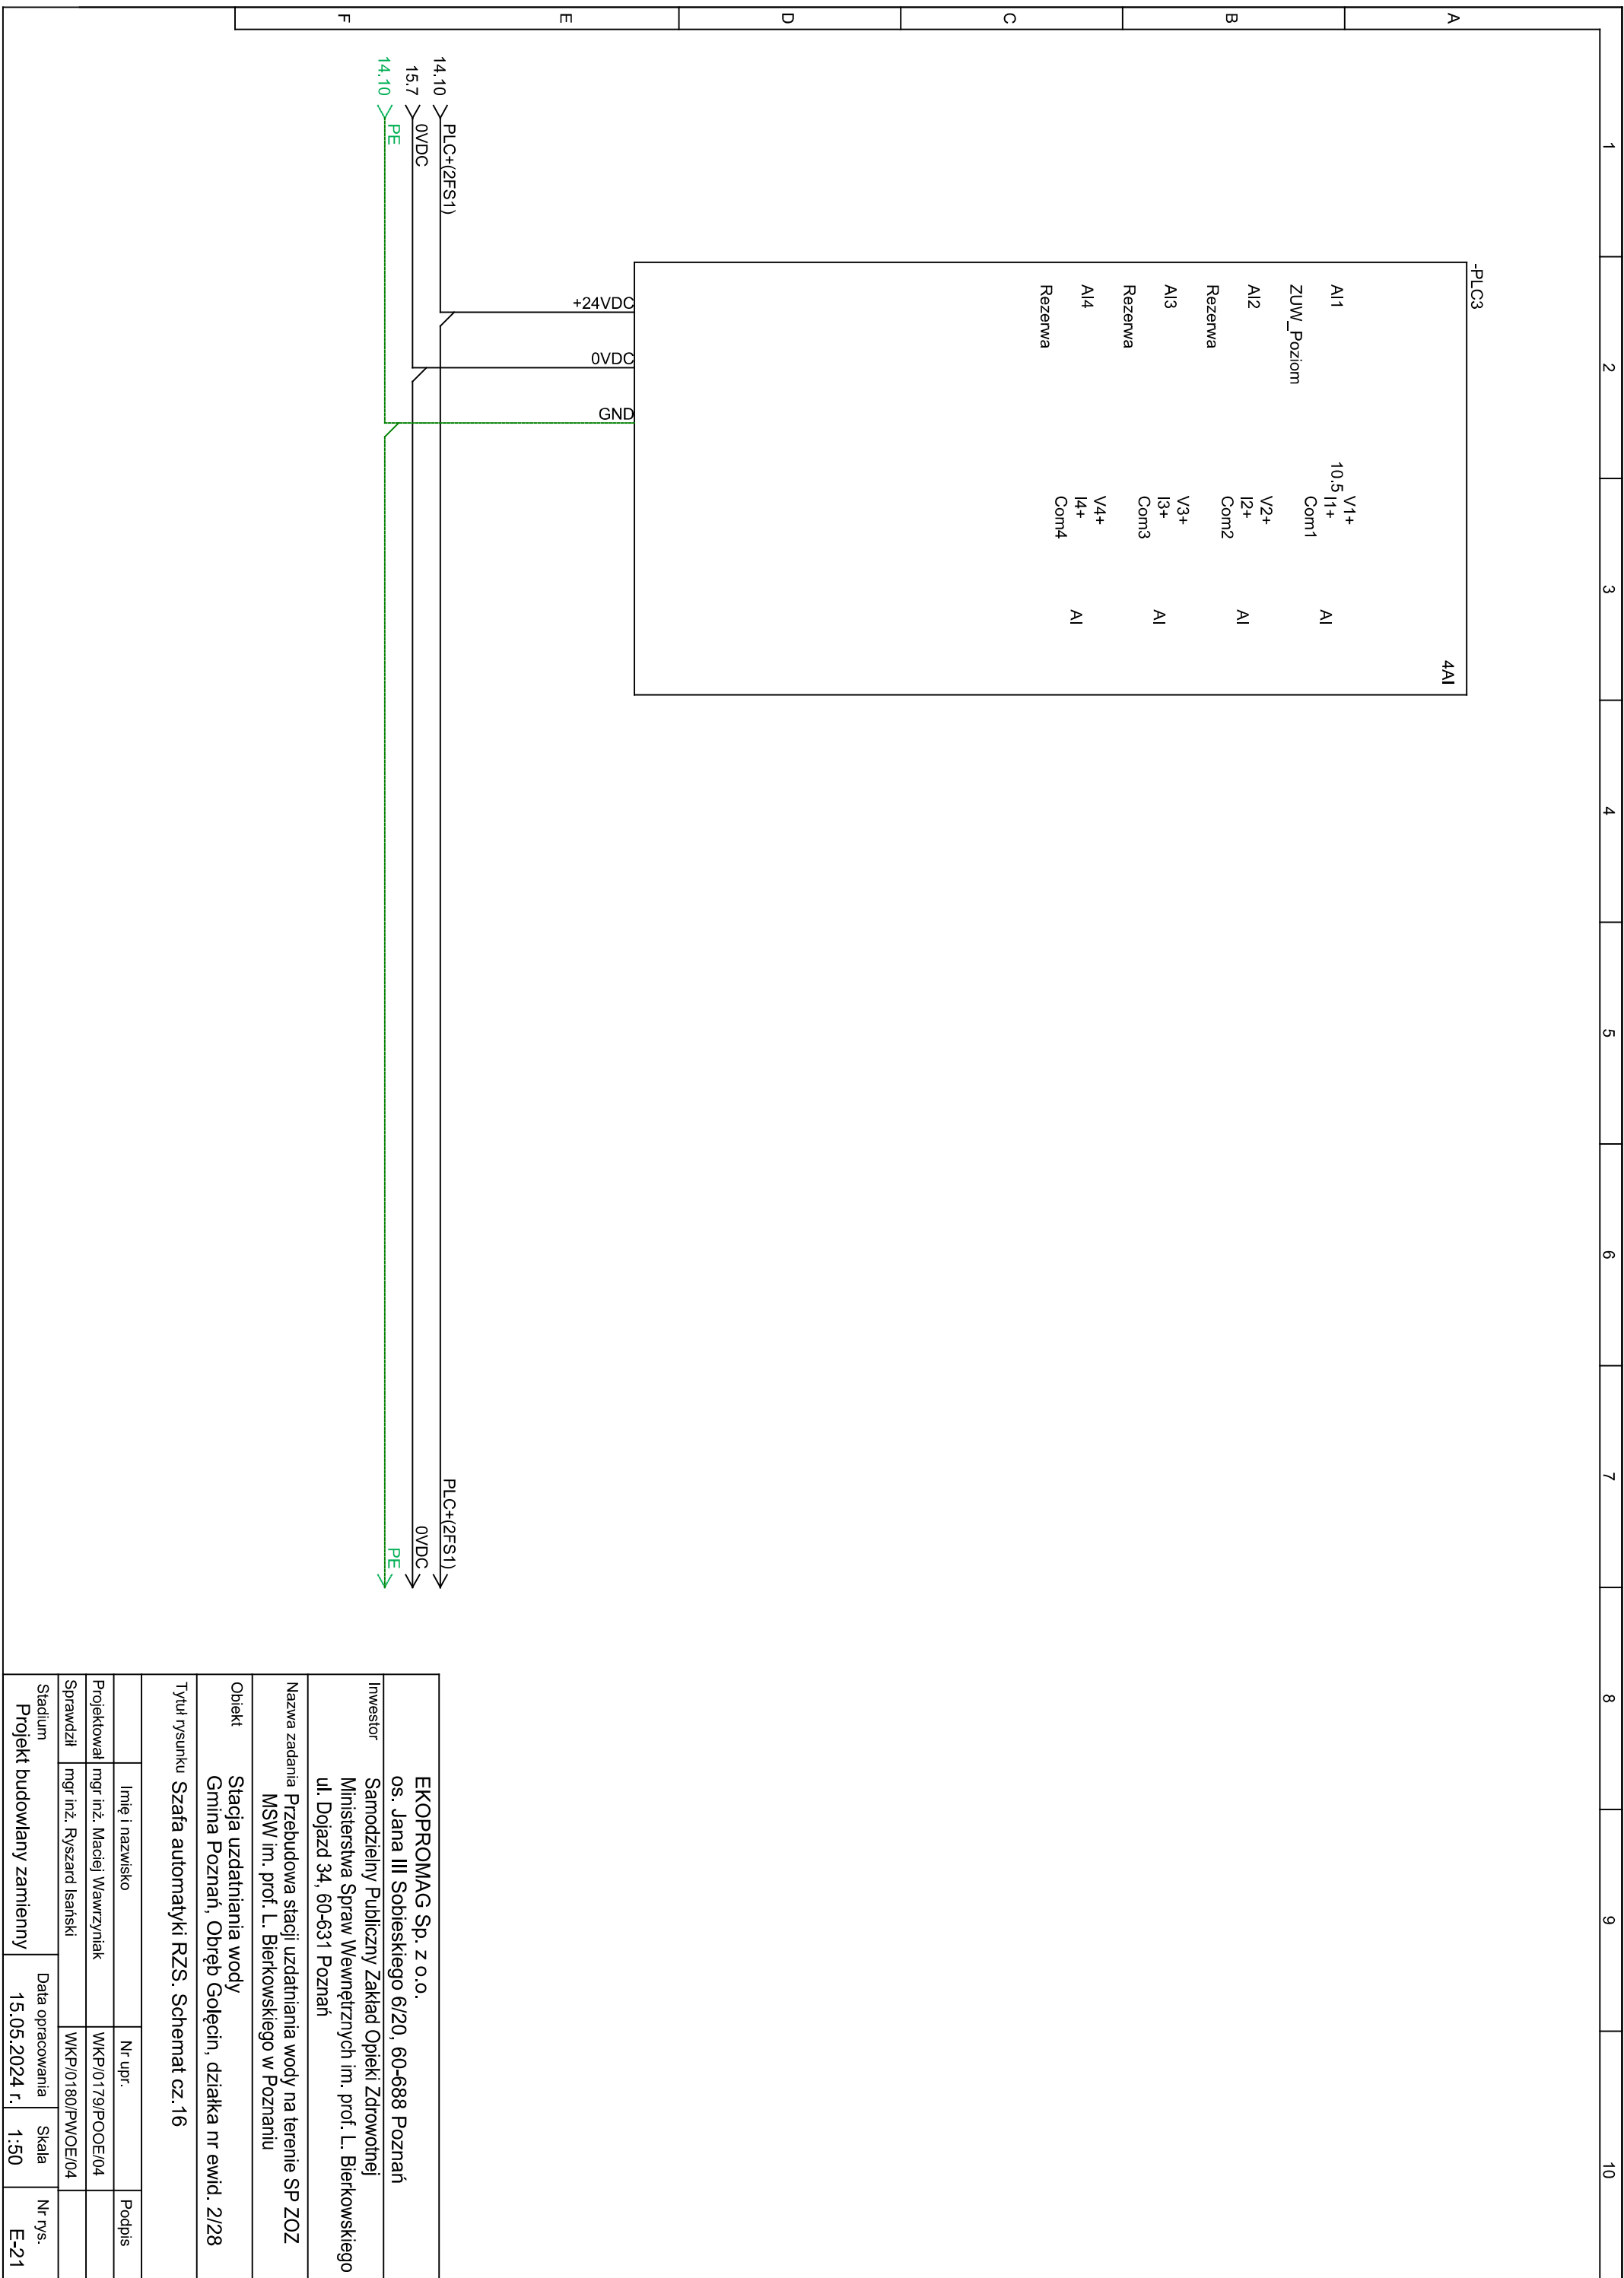 1 2 3 4 5 6 7 8 9 10
A
B
C
D
E
F
-PLC3
4AI
AI1
ZUW_Poziom
AI2
Rezerwa
AI3
Rezerwa
AI4
Rezerwa
V1+
10.5 I1+
Com1
AI
V2+
I2+
Com2
AI
V3+
I3+
Com3
AI
V4+
I4+
Com4
AI
+24VDC
0VDC
GND
14.10 PLC+(2FS1) PLC+(2FS1)
15.7 0VDC 0VDC
14.10 PE PE
EKOPROMAG Sp. z o.o.
os. Jana III Sobieskiego 6/20, 60-688 Poznań
Inwestor Samodzielny Publiczny Zakład Opieki Zdrowotnej
Ministerstwa Spraw Wewnętrznych im. prof. L. Bierkowskiego
ul. Dojazd 34, 60-631 Poznań
Nazwa zadania Przebudowa stacji uzdatniania wody na terenie SP ZOZ
MSW im. prof. L. Bierkowskiego w Poznaniu
Obiekt Stacja uzdatniania wody
Gmina Poznań, Obręb Golęcin, działka nr ewid. 2/28
Tytuł rysunku Szafa automatyki RZS. Schemat cz.16
Imię i nazwisko Nr upr. Podpis
Projektował mgr inż. Maciej Wawrzyniak WKP/0179/POOE/04
Sprawdził mgr inż. Ryszard Isański WKP/0180/PWOE/04
Stadium Data opracowania Skala Nr rys.
Projekt budowlany zamienny 15.05.2024 r. 1:50 E-21